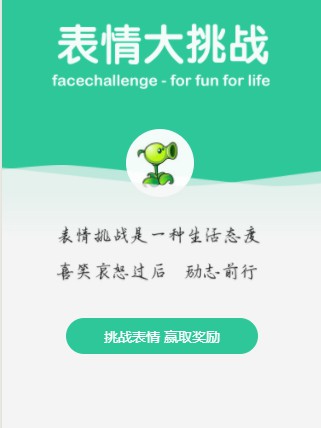 表情大挑战
facechallenge - for fun for life
表情挑战是一种生活态度
喜笑哀怒过后 励志前行
挑战表情 赢取奖励